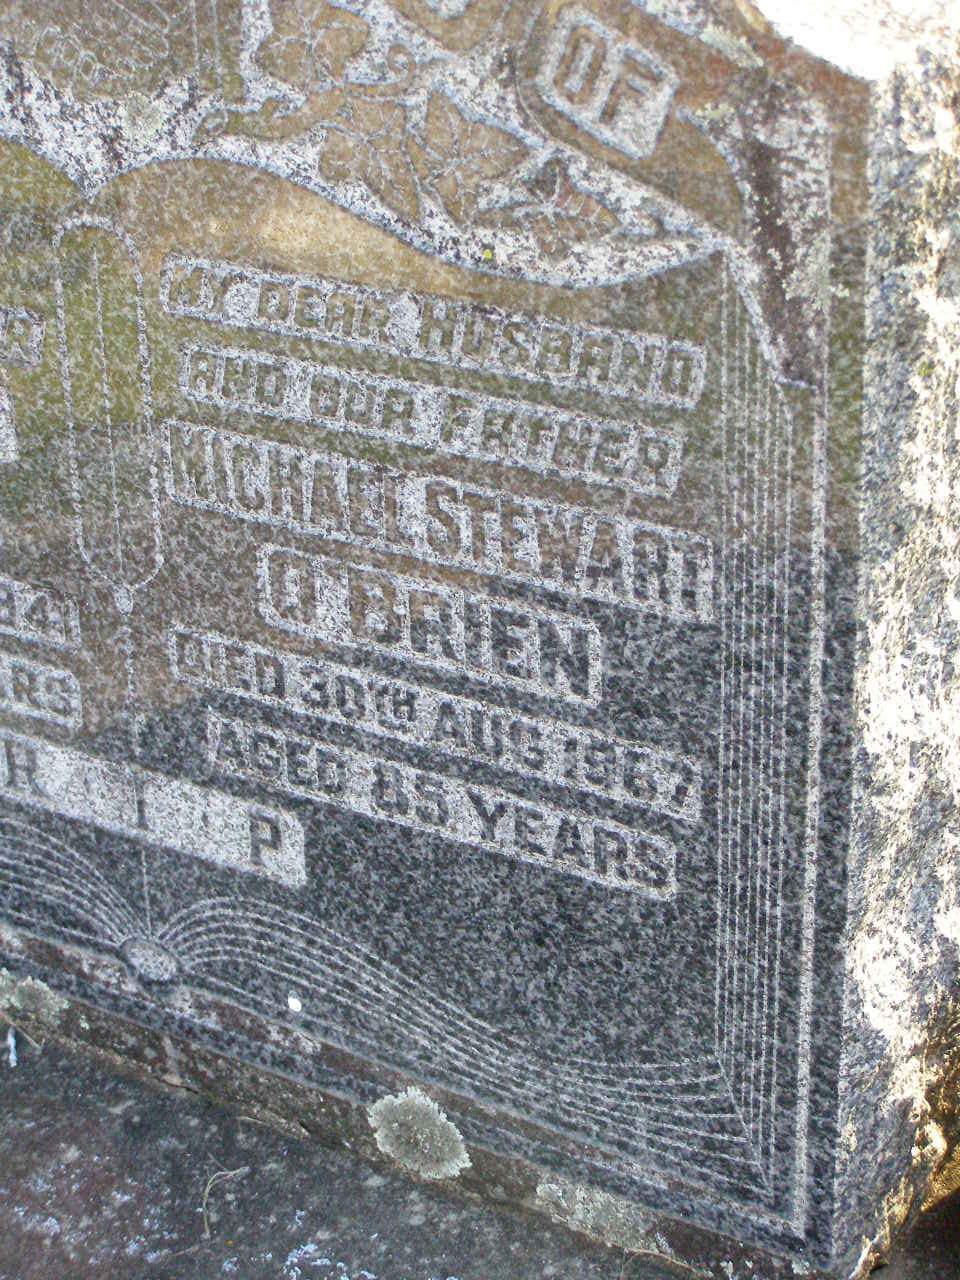 OF
MY DEAR HUSBAND
AND OUR FATHER
MICHAEL STEWART
O'BRIEN
DIED 30TH AUG. 1967
AGED 85 YEARS